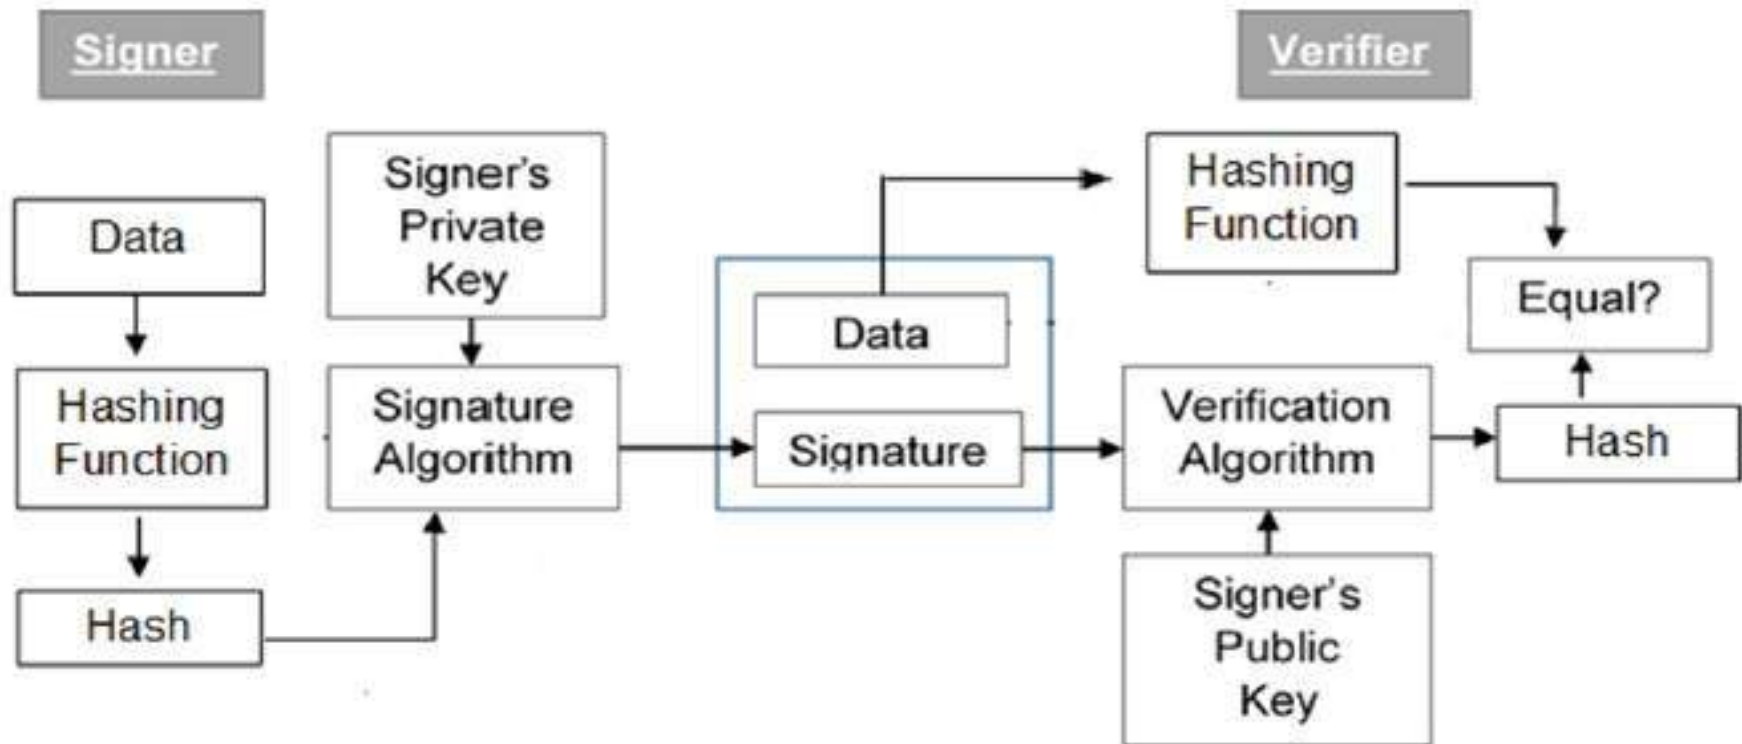 Signer
Verifier
Data
Hashing
Function
Hash
Signer's
Private
Key
Signature
Algorithm
Data
Signature
Hashing
Function
Verification
Algorithm
Signer's
Public
Key
Equal?
Hash